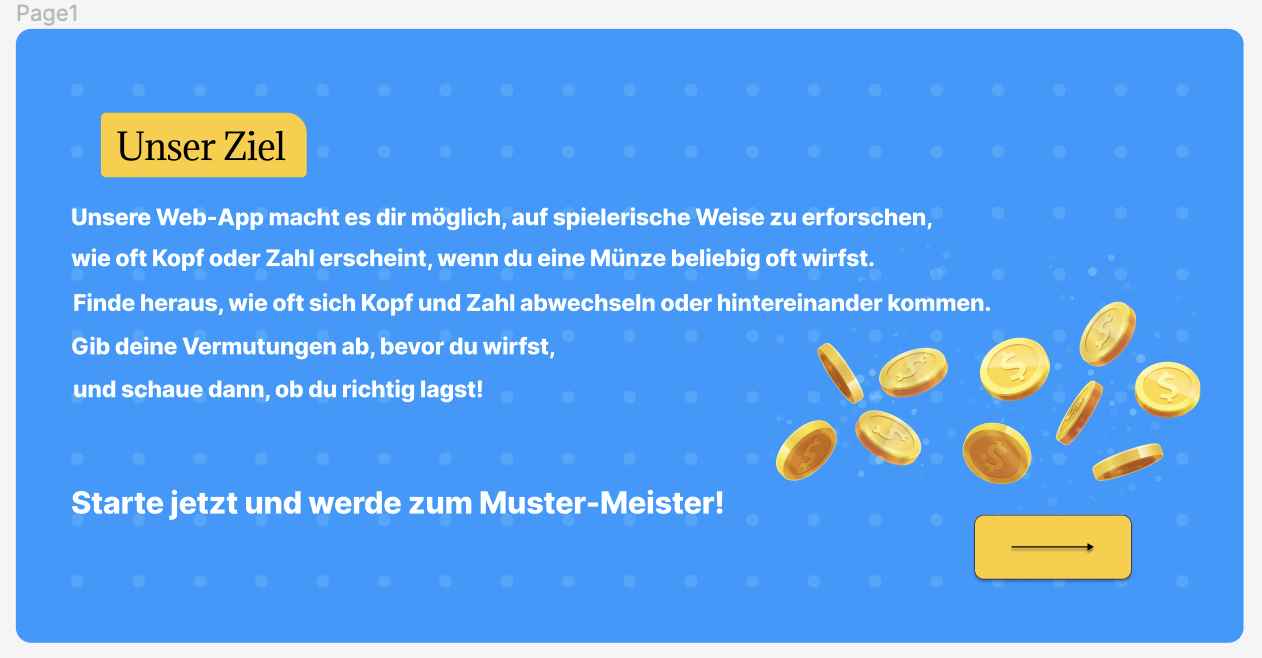 Page1
Unser Ziel
Unsere Web-App macht es dir möglich, auf spielerische Weise zu erforschen,
wie oft Kopf oder Zahl erscheint, wenn du eine Münze beliebig oft wirfst.
Finde heraus, wie oft sich Kopf und Zahl abwechseln oder hintereinander kommen.
Gib deine Vermutungen ab, bevor du wirfst,
und schaue dann, ob du richtig lagst!
Starte jetzt und werde zum Muster-Meister!